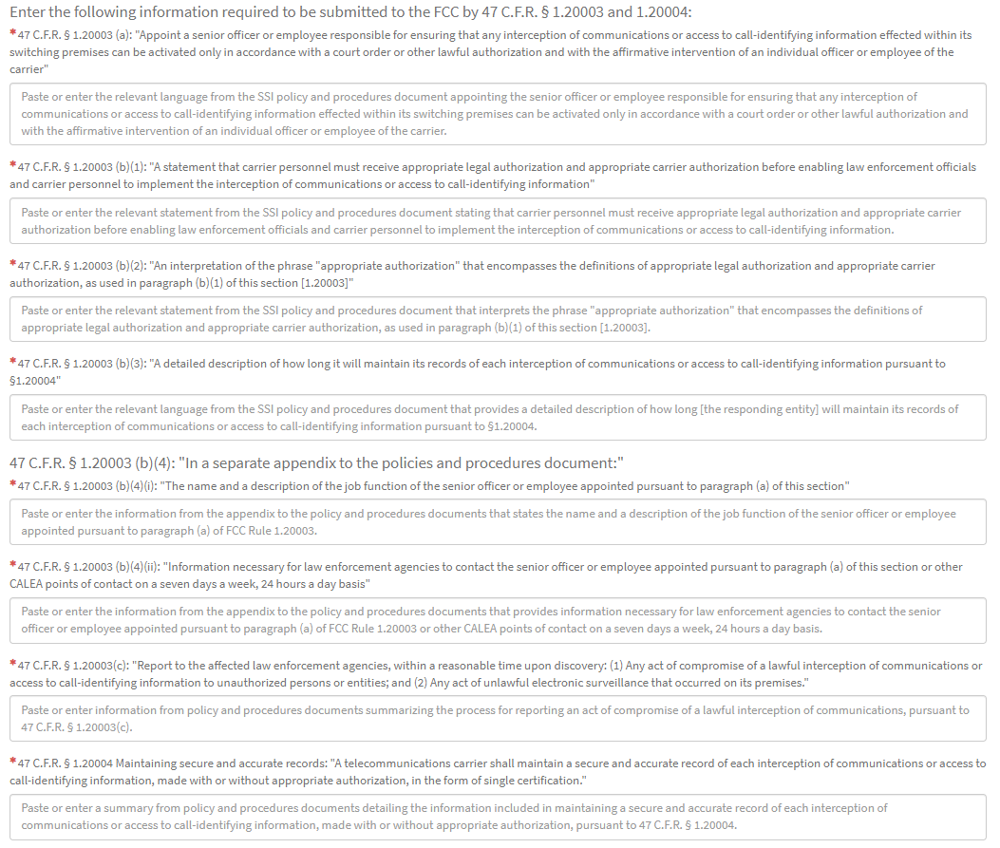 Enter the following information required to be submitted to the FCC by 47 C.F.R. § 1.20003 and 1.20004:
*47 C.F.R. § 1.20003 (a): "Appoint a senior officer or employee responsible for ensuring that any interception of communications or access to call-identifying information effected within its
switching premises can be activated only in accordance with a court order or other lawful authorization and with the affirmative intervention of an individual officer or employee of the
carrier"
Paste or enter the relevant language from the SSI policy and procedures document appointing the senior officer or employee responsible for ensuring that any interception of
communications or access to call-identifying information effected within its switching premises can be activated only in accordance with a court order or other lawful authorization and
with the affirmative intervention of an individual officer or employee of the carrier.
*47 C.F.R. § 1.20003 (b)(1): "A statement that carrier personnel must receive appropriate legal authorization and appropriate carrier authorization before enabling law enforcement officials
and carrier personnel to implement the interception of communications or access to call-identifying information"
Paste or enter the relevant statement from the SSI policy and procedures document stating that carrier personnel must receive appropriate legal authorization and appropriate carrier
authorization before enabling law enforcement officials and carrier personnel to implement the interception of communications or access to call-identifying information.
*47 C.F.R. § 1.20003 (b)(2): "An interpretation of the phrase "appropriate authorization" that encompasses the definitions of appropriate legal authorization and appropriate carrier
authorization, as used in paragraph (b)(1) of this section [1.20003]"
Paste or enter the relevant statement from the SSI policy and procedures document that interprets the phrase "appropriate authorization" that encompasses the definitions of
appropriate legal authorization and appropriate carrier authorization, as used in paragraph (b)(1) of this section [1.20003].
*47 C.F.R. § 1.20003 (b)(3): "A detailed description of how long it will maintain its records of each interception of communications or access to call-identifying information pursuant to
§1.20004"
Paste or enter the relevant language from the SSI policy and procedures document that provides a detailed description of how long [the responding entity] will maintain its records of
each interception of communications or access to call-identifying information pursuant to §1.20004.
47 C.F.R. § 1.20003 (b)(4): "In a separate appendix to the policies and procedures document:"
*47 C.F.R. § 1.20003 (b)(4)(i): "The name and a description of the job function of the senior officer or employee appointed pursuant to paragraph (a) of this section"
Paste or enter the information from the appendix to the policy and procedures documents that states the name and a description of the job function of the senior officer or employee
appointed pursuant to paragraph (a) of FCC Rule 1.20003.
*47 C.F.R. § 1.20003 (b)(4)(ii): "Information necessary for law enforcement agencies to contact the senior officer or employee appointed pursuant to paragraph (a) of this section or other
CALEA points of contact on a seven days a week, 24 hours a day basis"
Paste or enter the information from the appendix to the policy and procedures documents that provides information necessary for law enforcement agencies to contact the senior
officer or employee appointed pursuant to paragraph (a) of FCC Rule 1.20003 or other CALEA points of contact on a seven days a week, 24 hours a day basis.
*47 C.F.R. § 1.20003(c): "Report to the affected law enforcement agencies, within a reasonable time upon discovery: (1) Any act of compromise of a lawful interception of communications or
access to call-identifying information to unauthorized persons or entities; and (2) Any act of unlawful electronic surveillance that occurred on its premises."
Paste or enter information from policy and procedures documents summarizing the process for reporting an act of compromise of a lawful interception of communications, pursuant to
47 C.F.R. § 1.20003(c).
*47 C.F.R. § 1.20004 Maintaining secure and accurate records: "A telecommunications carrier shall maintain a secure and accurate record of each interception of communications or access to
call-identifying information, made with or without appropriate authorization, in the form of single certification."
Paste or enter a summary from policy and procedures documents detailing the information included in maintaining a secure and accurate record of each interception of
communications or access to call-identifying information, made with or without appropriate authorization, pursuant to 47 C.F.R. § 1.20004.